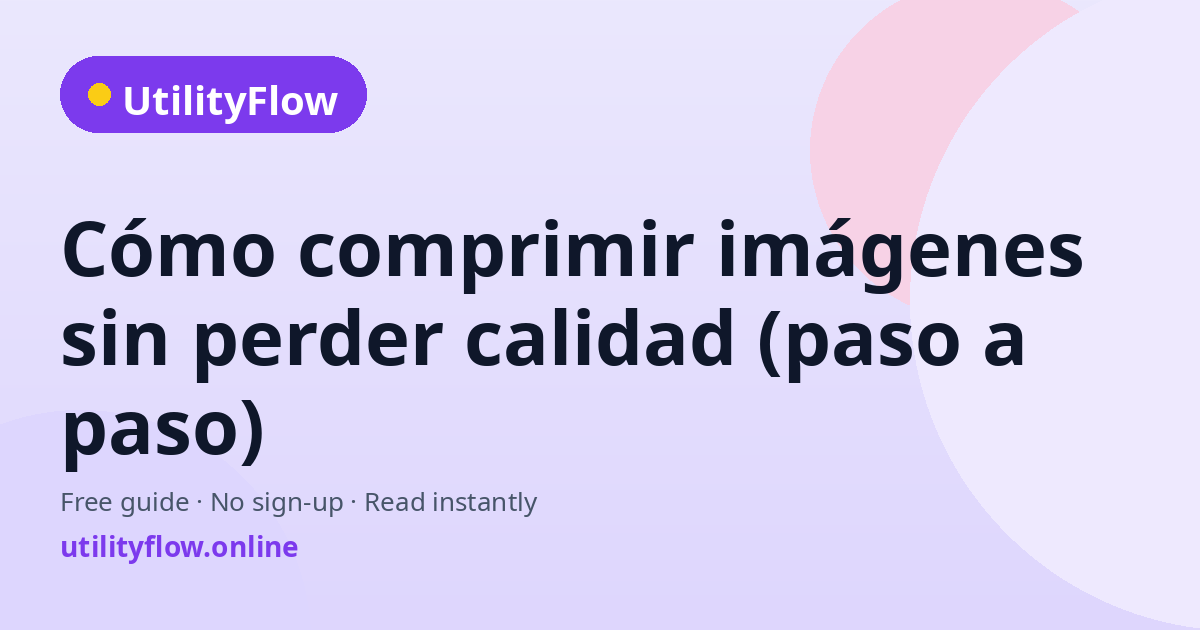 UtilityFlow
Cómo comprimir imágenes
sin perder calidad (paso a
paso)
Free guide · No sign-up · Read instantly
utilityflow.online